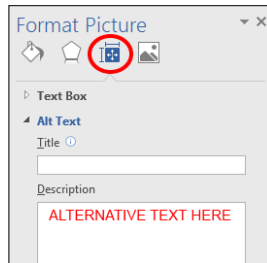 Format Picture
Text Box
Alt Text
Title
Description
ALTERNATIVE TEXT HERE